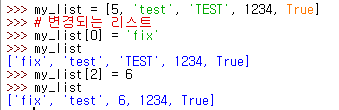 >>> my_list = [5, 'test', 'TEST', 1234, True]
>>> # 변경되는 리스트
>>> my_list[0] = 'fix'
>>> my_list
['fix', 'test', 'TEST', 1234, True]
>>> my_list[2] = 6
>>> my_list
['fix', 'test', 6, 1234, True]